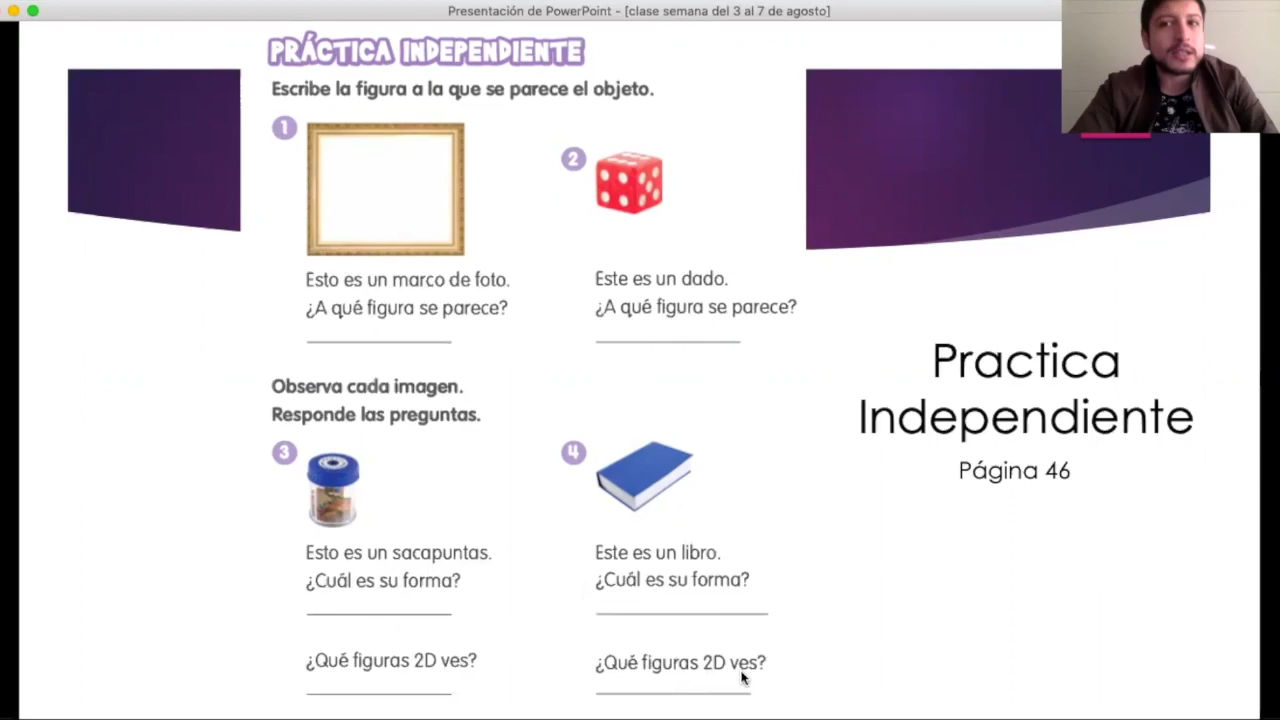 Presentación de PowerPoint - [clase semana del 3 al 7 de agosto]
PRÁCTICA INDEPENDIENTE
Escribe la figura a la que se parece el objeto.
1
Esto es un marco de foto.
¿A qué figura se parece?
2
Este es un dado.
¿A qué figura se parece?
Observa cada imagen.
Responde las preguntas.
3
Esto es un sacapuntas.
¿Cuál es su forma?
¿Qué figuras 2D ves?
4
Este es un libro.
¿Cuál es su forma?
¿Qué figuras 2D ves?
Practica
Independiente
Página 46